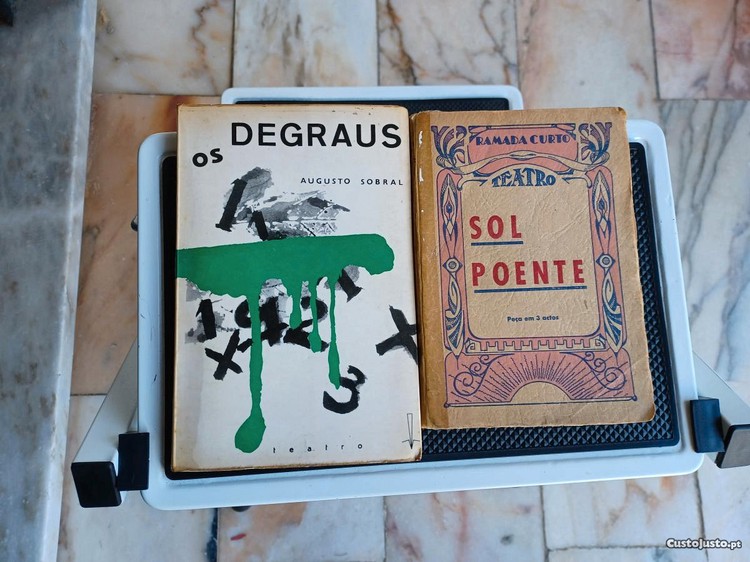 os DEGRAUS
AUGUSTO SOBRAL
teatro
RAMADA CURTO
TEATRO
SOL
POENTE
Peça em 3 actos
CustoJusto.pt